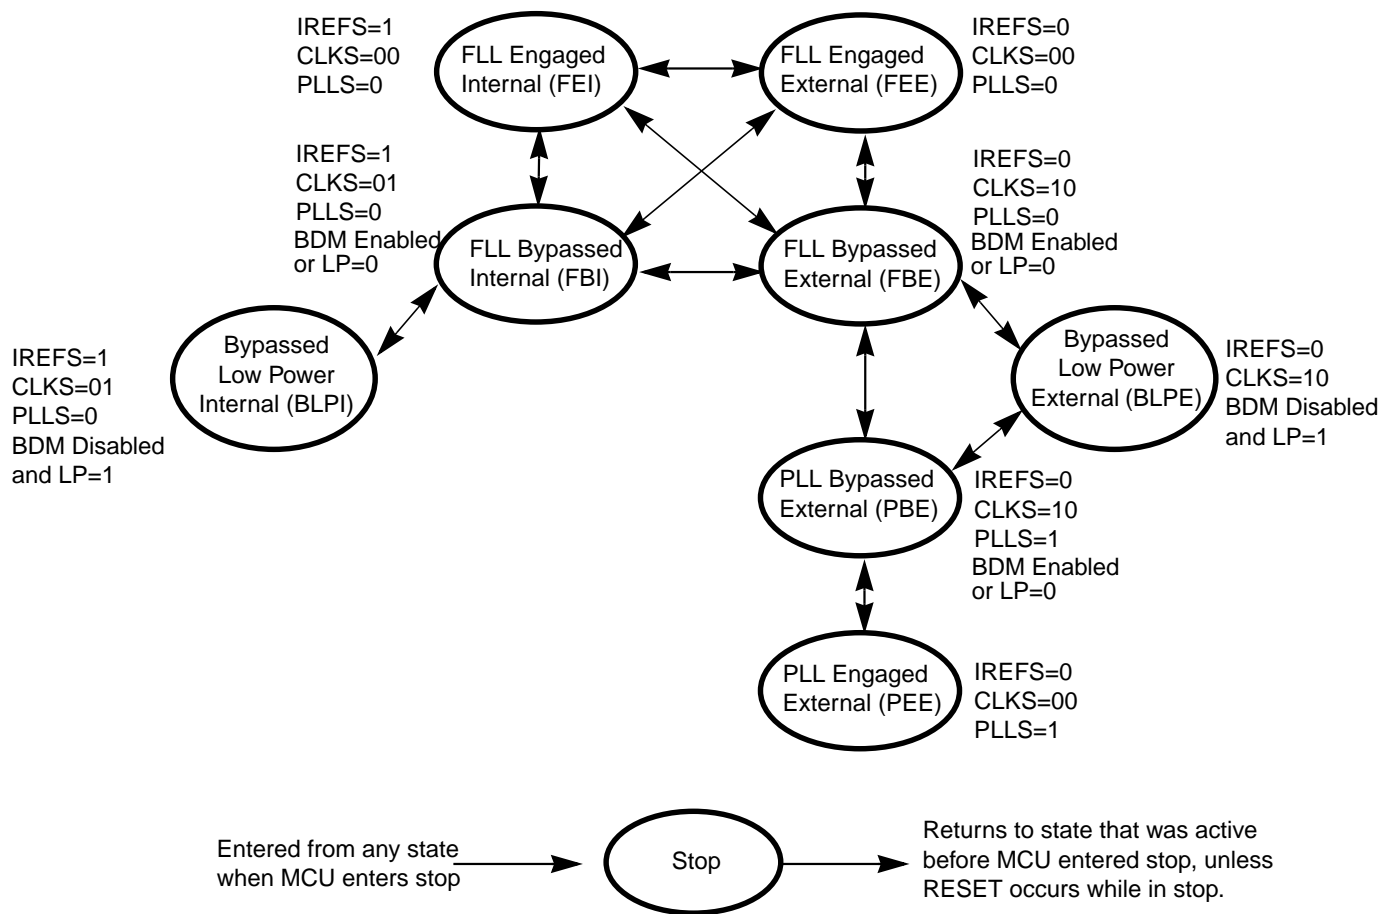 IREFS=1
CLKS=00
PLLS=0
FLL Engaged
Internal (FEI)
FLL Engaged
External (FEE)
IREFS=0
CLKS=00
PLLS=0
IREFS=1
CLKS=01
PLLS=0
BDM Enabled
or LP=0
FLL Bypassed
Internal (FBI)
FLL Bypassed
External (FBE)
IREFS=0
CLKS=10
PLLS=0
BDM Enabled
or LP=0
IREFS=1
CLKS=01
PLLS=0
BDM Disabled
and LP=1
Bypassed
Low Power
Internal (BLPI)
Bypassed
Low Power
External (BLPE)
IREFS=0
CLKS=10
BDM Disabled
and LP=1
PLL Bypassed
External (PBE)
IREFS=0
CLKS=10
PLLS=1
BDM Enabled
or LP=0
PLL Engaged
External (PEE)
IREFS=0
CLKS=00
PLLS=1
Entered from any state
when MCU enters stop
Stop
Returns to state that was active
before MCU entered stop, unless
RESET occurs while in stop.